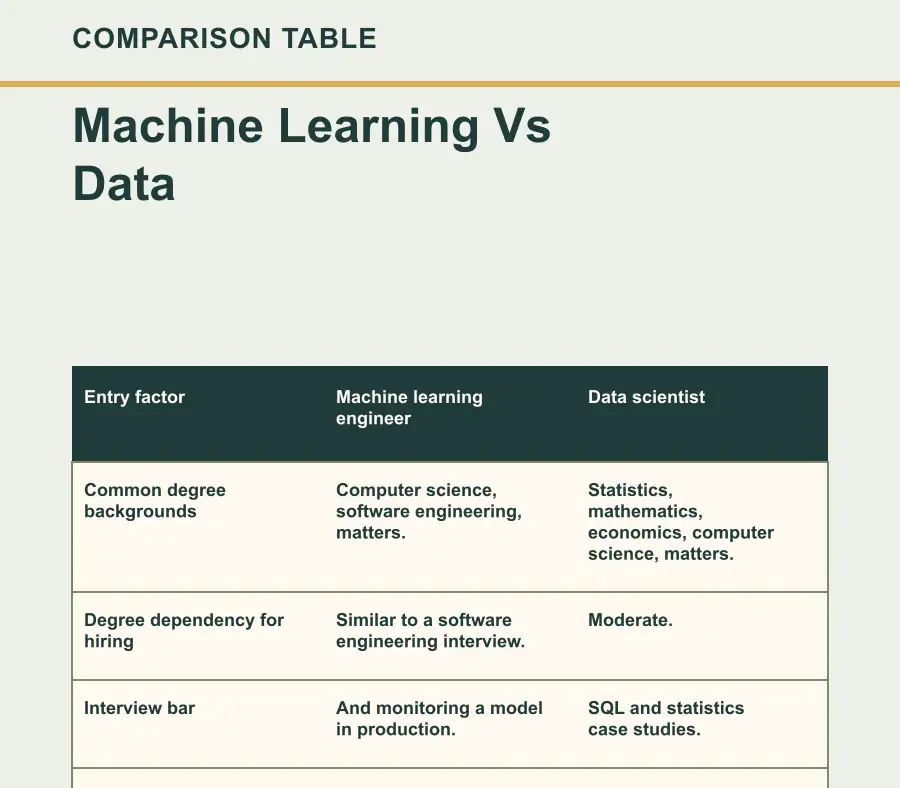 COMPARISON TABLE
Machine Learning Vs
Data
Entry factor
Machine learning
engineer
Data scientist
Common degree
backgrounds
Computer science,
software engineering,
matters.
Statistics,
mathematics,
economics, computer
science, matters.
Degree dependency for
hiring
Similar to a software
engineering interview.
Moderate.
Interview bar
And monitoring a model
in production.
SQL and statistics
case studies.